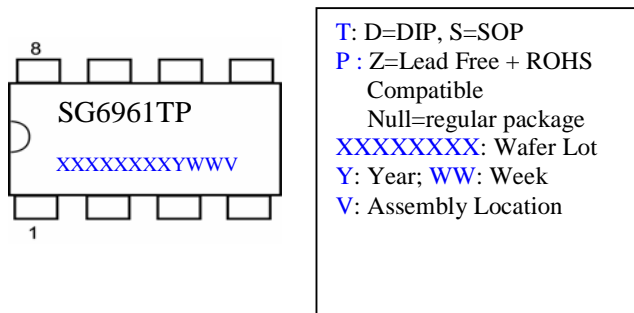 8
SG6961TP
XXXXXXXXYWWV
1
T: D=DIP, S=SOP
P : Z=Lead Free + ROHS
Compatible
Null=regular package
XXXXXXXX: Wafer Lot
Y: Year; WW: Week
V: Assembly Location